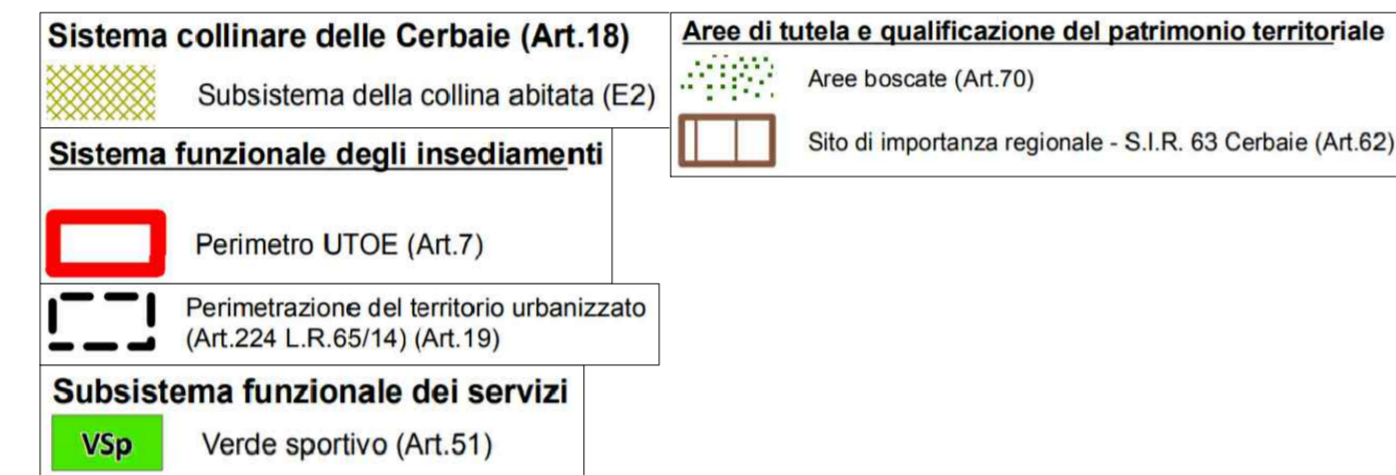 Sistema collinare delle Cerbaie (Art.18)
Subsistema della collina abitata (E2)
Sistema funzionale degli insediamenti
Perimetro UTOE (Art.7)
Perimetrazione del territorio urbanizzato
(Art.224 L.R.65/14) (Art.19)
Subsistema funzionale dei servizi
VSp Verde sportivo (Art.51)
Aree di tutela e qualificazione del patrimonio territoriale
Aree boscate (Art.70)
Sito di importanza regionale - S.I.R. 63 Cerbaie (Art.62)